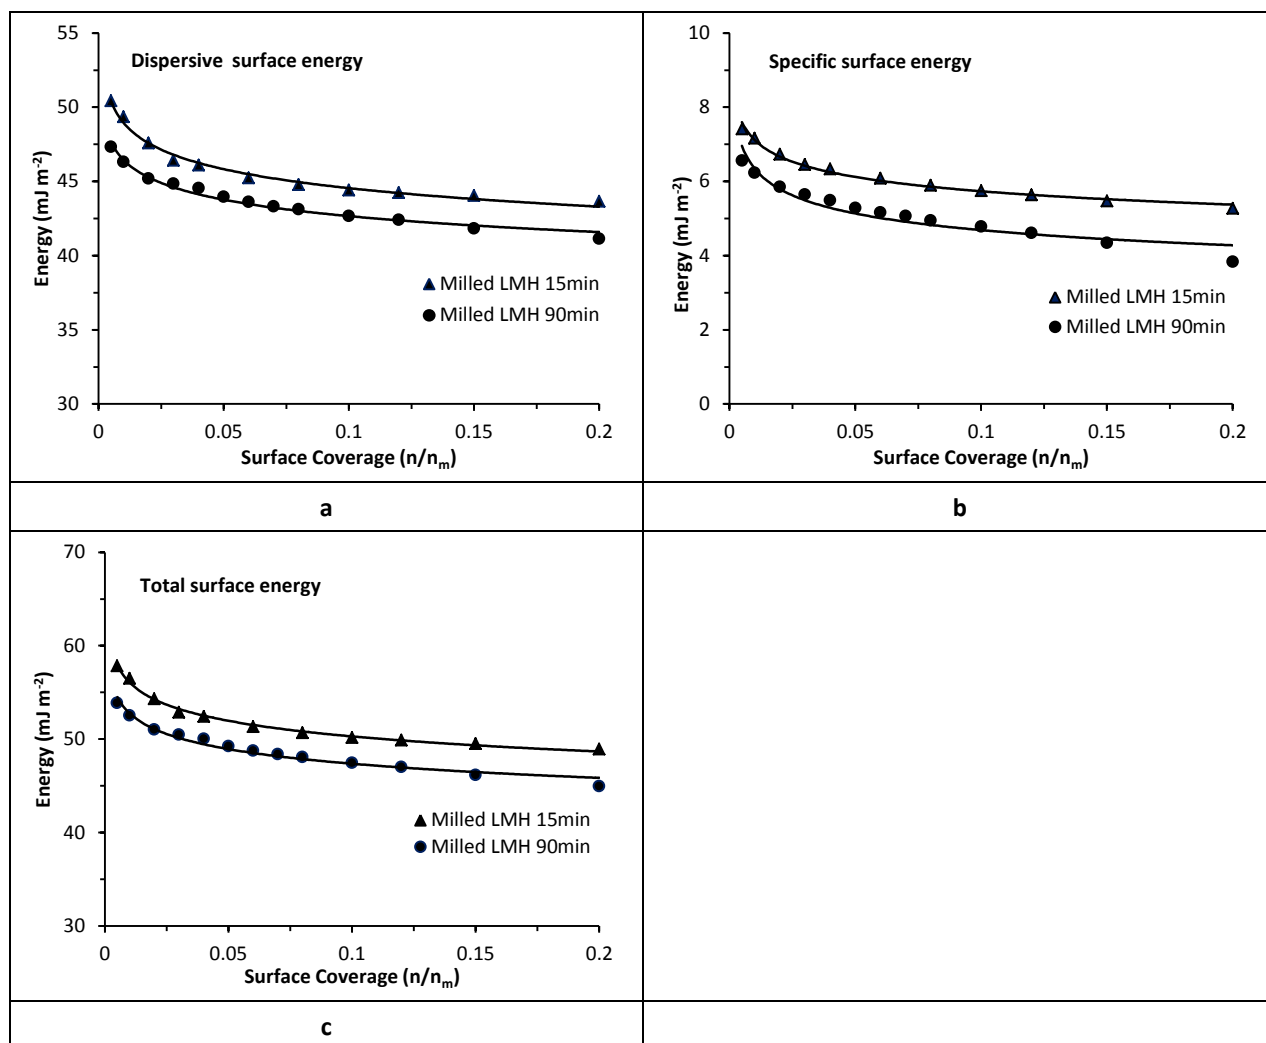 Dispersive surface energy
55
50
45
40
35
30
Energy (mJ m⁻²)
Milled LMH 15min
Milled LMH 90min
0 0.05 0.1 0.15 0.2
Surface Coverage (n/nₘ)
a
Specific surface energy
10
8
6
4
2
0
Energy (mJ m⁻²)
Milled LMH 15min
Milled LMH 90min
0 0.05 0.1 0.15 0.2
Surface Coverage (n/nₘ)
b
Total surface energy
70
60
50
40
30
Energy (mJ m⁻²)
Milled LMH 15min
Milled LMH 90min
0 0.05 0.1 0.15 0.2
Surface Coverage (n/nₘ)
c